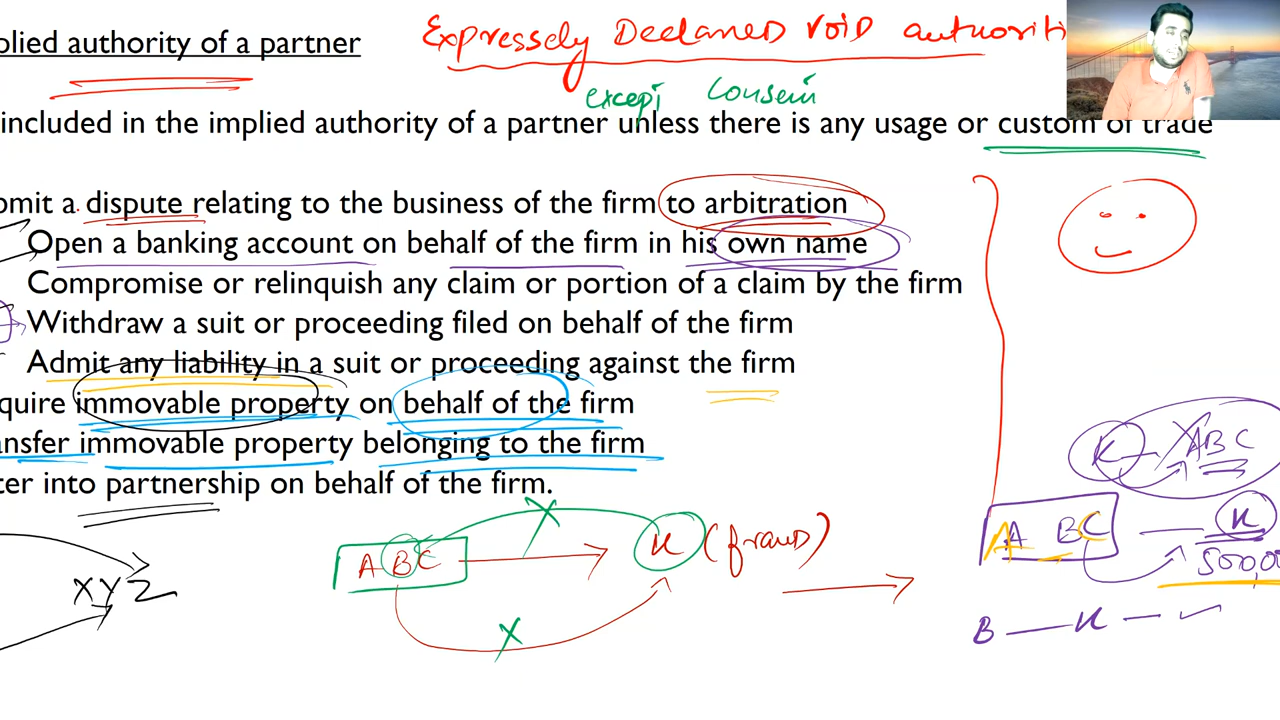 plied authority of a partner
Expressely Declared void authoriti
except consent
included in the implied authority of a partner unless there is any usage or custom of trade
omit a dispute relating to the business of the firm to arbitration
Open a banking account on behalf of the firm in his own name
Compromise or relinquish any claim or portion of a claim by the firm
Withdraw a suit or proceeding filed on behalf of the firm
Admit any liability in a suit or proceeding against the firm
quire immovable property on behalf of the firm
ansfer immovable property belonging to the firm
ter into partnership on behalf of the firm.
K ABC
A B C K
500,00
B K
A B C K (fraud)
X
X
XYZ